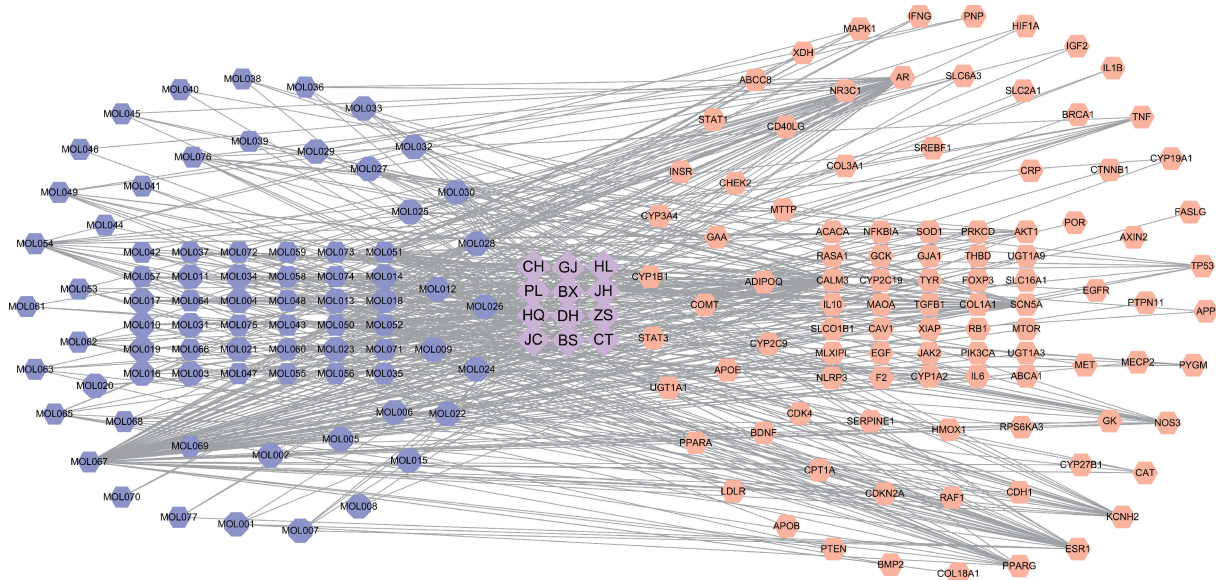 IFNG
PNP
MAPK1
HIF1A
XDH
IGF2
IL1B
MOL038
MOL036
MOL040
ABCC8
AR
SLC6A3
NR3C1
SLC2A1
MOL045
MOL033
STAT1
CD40LG
BRCA1
TNF
MOL046
MOL039
MOL076
MOL029
MOL032
MOL027
COL3A1
SREBF1
CYP19A1
MOL049
MOL041
MOL030
INSR
CHEK2
CRP
CTNNB1
MOL044
MOL025
CYP3A4
MTTP
POR
FASLG
MOL054
MOL028
GAA
ACACA
NFKBIA
SOD1
PRKCD
AKT1
AXIN2
MOL042
MOL037
MOL072
MOL059
MOL073
MOL051
RASA1
GCK
GJA1
THBD
UGT1A9
CH
GJ
HL
TP53
MOL057
MOL011
MOL034
MOL058
MOL074
MOL014
CYP1B1
ADIPOQ
CALM3
CYP2C19
TYR
FOXP3
SLC16A1
MOL053
MOL012
PL
BX
JH
EGFR
MOL061
MOL017
MOL064
MOL004
MOL048
MOL013
MOL018
MOL026
COMT
IL10
MAOA
TGFB1
COL1A1
SCN5A
PTPN11
APP
HQ
DH
ZS
MOL010
MOL031
MOL075
MOL043
MOL050
MOL052
SLCO1B1
CAV1
XIAP
RB1
MTOR
MOL062
JC
BS
CT
STAT3
CYP2C9
MOL019
MOL066
MOL021
MOL060
MOL023
MOL071
MOL009
MLXIPL
EGF
JAK2
PIK3CA
UGT1A3
MOL063
MOL024
APOE
MET
MECP2
PYGM
MOL016
MOL003
MOL047
MOL055
MOL056
MOL035
NLRP3
F2
CYP1A2
IL6
ABCA1
MOL020
UGT1A1
MOL065
MOL068
MOL006
MOL022
CDK4
SERPINE1
HMOX1
RPS6KA3
GK
NOS3
MOL069
MOL005
PPARA
BDNF
MOL067
MOL002
MOL015
CPT1A
CYP27B1
CAT
MOL070
LDLR
CDKN2A
RAF1
CDH1
MOL008
MOL077
MOL001
MOL007
APOB
KCNH2
PTEN
ESR1
BMP2
COL18A1
PPARG